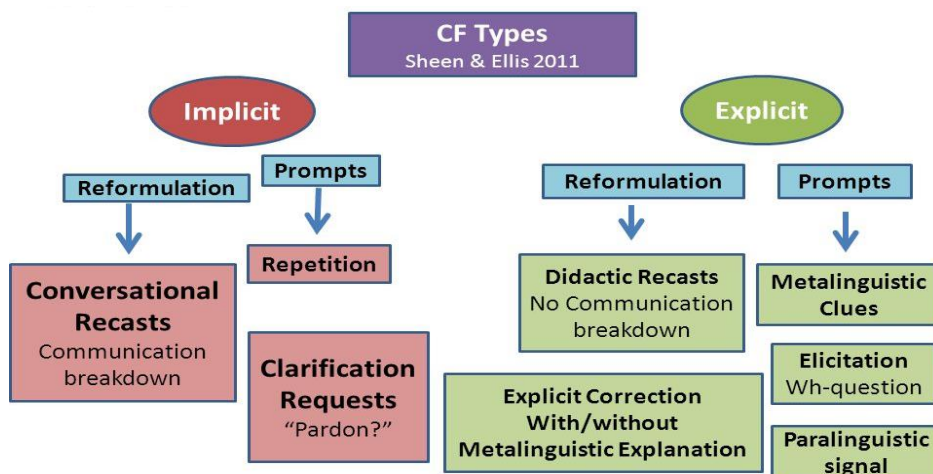 CF Types
Sheen & Ellis 2011
Implicit
Explicit
Reformulation
Prompts
Reformulation
Prompts
Conversational
Recasts
Communication
breakdown
Repetition
Clarification
Requests
“Pardon?”
Didactic Recasts
No Communication
breakdown
Explicit Correction
With/without
Metalinguistic Explanation
Metalinguistic
Clues
Elicitation
Wh-question
Paralinguistic
signal